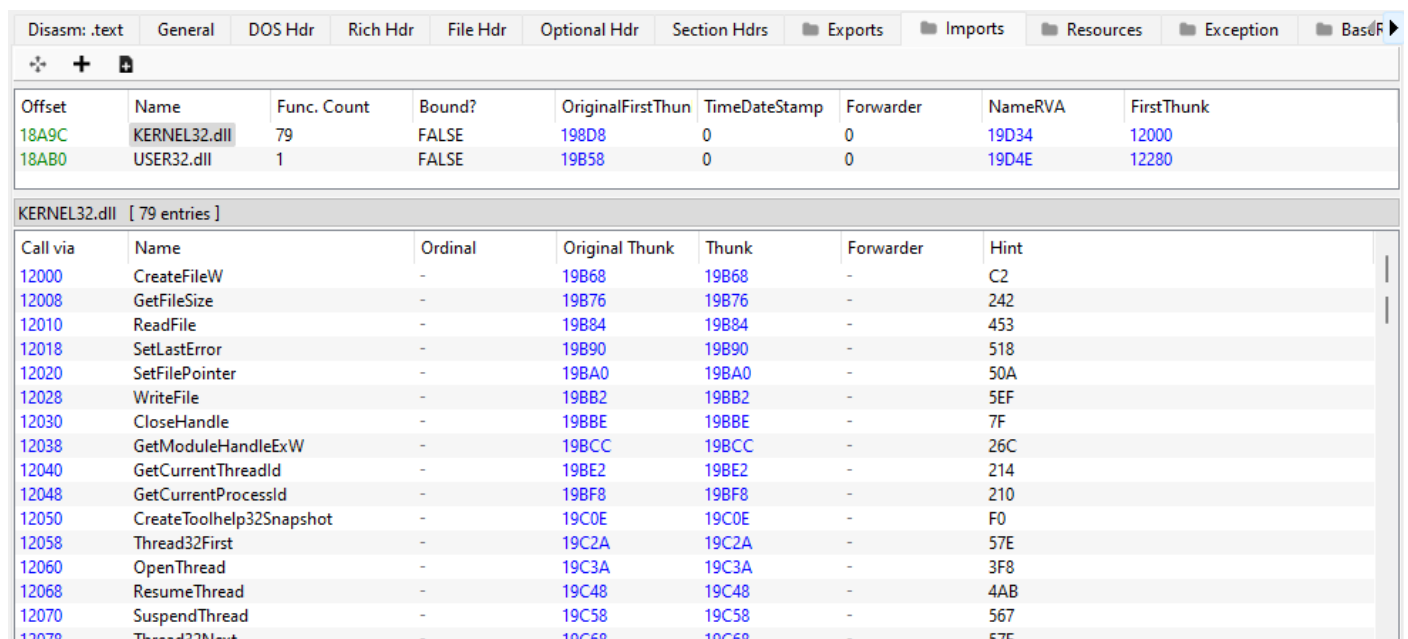 Disasm: .text General DOS Hdr Rich Hdr File Hdr Optional Hdr Section Hdrs Exports Imports Resources Exception
Offset Name Func. Count Bound? OriginalFirstThun TimeDateStamp Forwarder NameRVA FirstThunk
18A9C KERNEL32.dll 79 FALSE 198D8 0 0 19D34 12000
18AB0 USER32.dll 1 FALSE 19B58 0 0 19D4E 12280
KERNEL32.dll [ 79 entries ]
Call via Name Ordinal Original Thunk Thunk Forwarder Hint
12000 CreateFileW - 19B68 19B68 - C2
12008 GetFileSize - 19B76 19B76 - 242
12010 ReadFile - 19B84 19B84 - 453
12018 SetLastError - 19B90 19B90 - 518
12020 SetFilePointer - 19BA0 19BA0 - 50A
12028 WriteFile - 19BB2 19BB2 - 5EF
12030 CloseHandle - 19BBE 19BBE - 7F
12038 GetModuleHandleExW - 19BCC 19BCC - 26C
12040 GetCurrentThreadId - 19BE2 19BE2 - 214
12048 GetCurrentProcessId - 19BF8 19BF8 - 210
12050 CreateToolhelp32Snapshot - 19C0E 19C0E - F0
12058 Thread32First - 19C2A 19C2A - 57E
12060 OpenThread - 19C3A 19C3A - 3F8
12068 ResumeThread - 19C48 19C48 - 4AB
12070 SuspendThread - 19C58 19C58 - 567
12078 Thread32Next - 19C68 19C68 - 57F